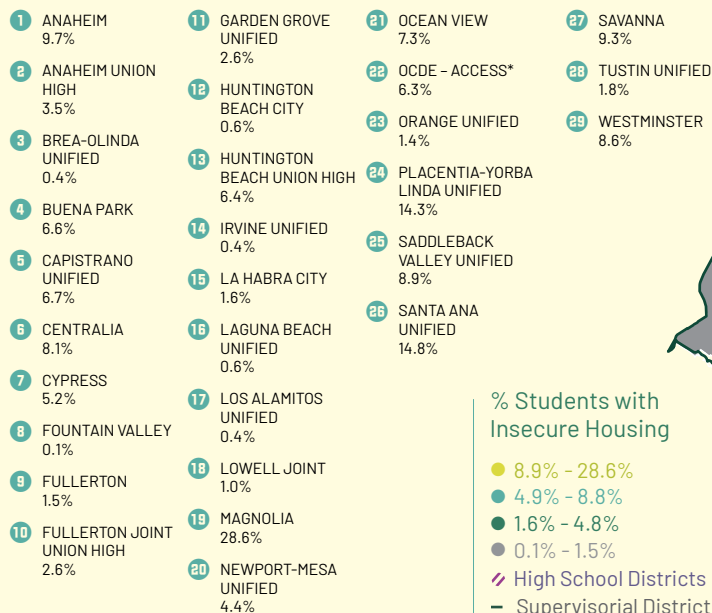 1 ANAHEIM
9.7%
2 ANAHEIM UNION
HIGH
3.5%
3 BREA-OLINDA
UNIFIED
0.4%
4 BUENA PARK
6.6%
5 CAPISTRANO
UNIFIED
6.7%
6 CENTRALIA
8.1%
7 CYPRESS
5.2%
8 FOUNTAIN VALLEY
0.1%
9 FULLERTON
1.5%
10 FULLERTON JOINT
UNION HIGH
2.6%
11 GARDEN GROVE
UNIFIED
2.6%
12 HUNTINGTON
BEACH CITY
0.6%
13 HUNTINGTON
BEACH UNION HIGH
6.4%
14 IRVINE UNIFIED
0.4%
15 LA HABRA CITY
1.6%
16 LAGUNA BEACH
UNIFIED
0.6%
17 LOS ALAMITOS
UNIFIED
0.4%
18 LOWELL JOINT
1.0%
19 MAGNOLIA
28.6%
20 NEWPORT-MESA
UNIFIED
4.4%
21 OCEAN VIEW
7.3%
22 OCDE – ACCESS*
6.3%
23 ORANGE UNIFIED
1.4%
24 PLACENTIA-YORBA
LINDA UNIFIED
14.3%
25 SADDLEBACK
VALLEY UNIFIED
8.9%
26 SANTA ANA
UNIFIED
14.8%
27 SAVANNA
9.3%
28 TUSTIN UNIFIED
1.8%
29 WESTMINSTER
8.6%
% Students with
Insecure Housing
8.9% - 28.6%
4.9% - 8.8%
1.6% - 4.8%
0.1% - 1.5%
High School Districts
Supervisorial District